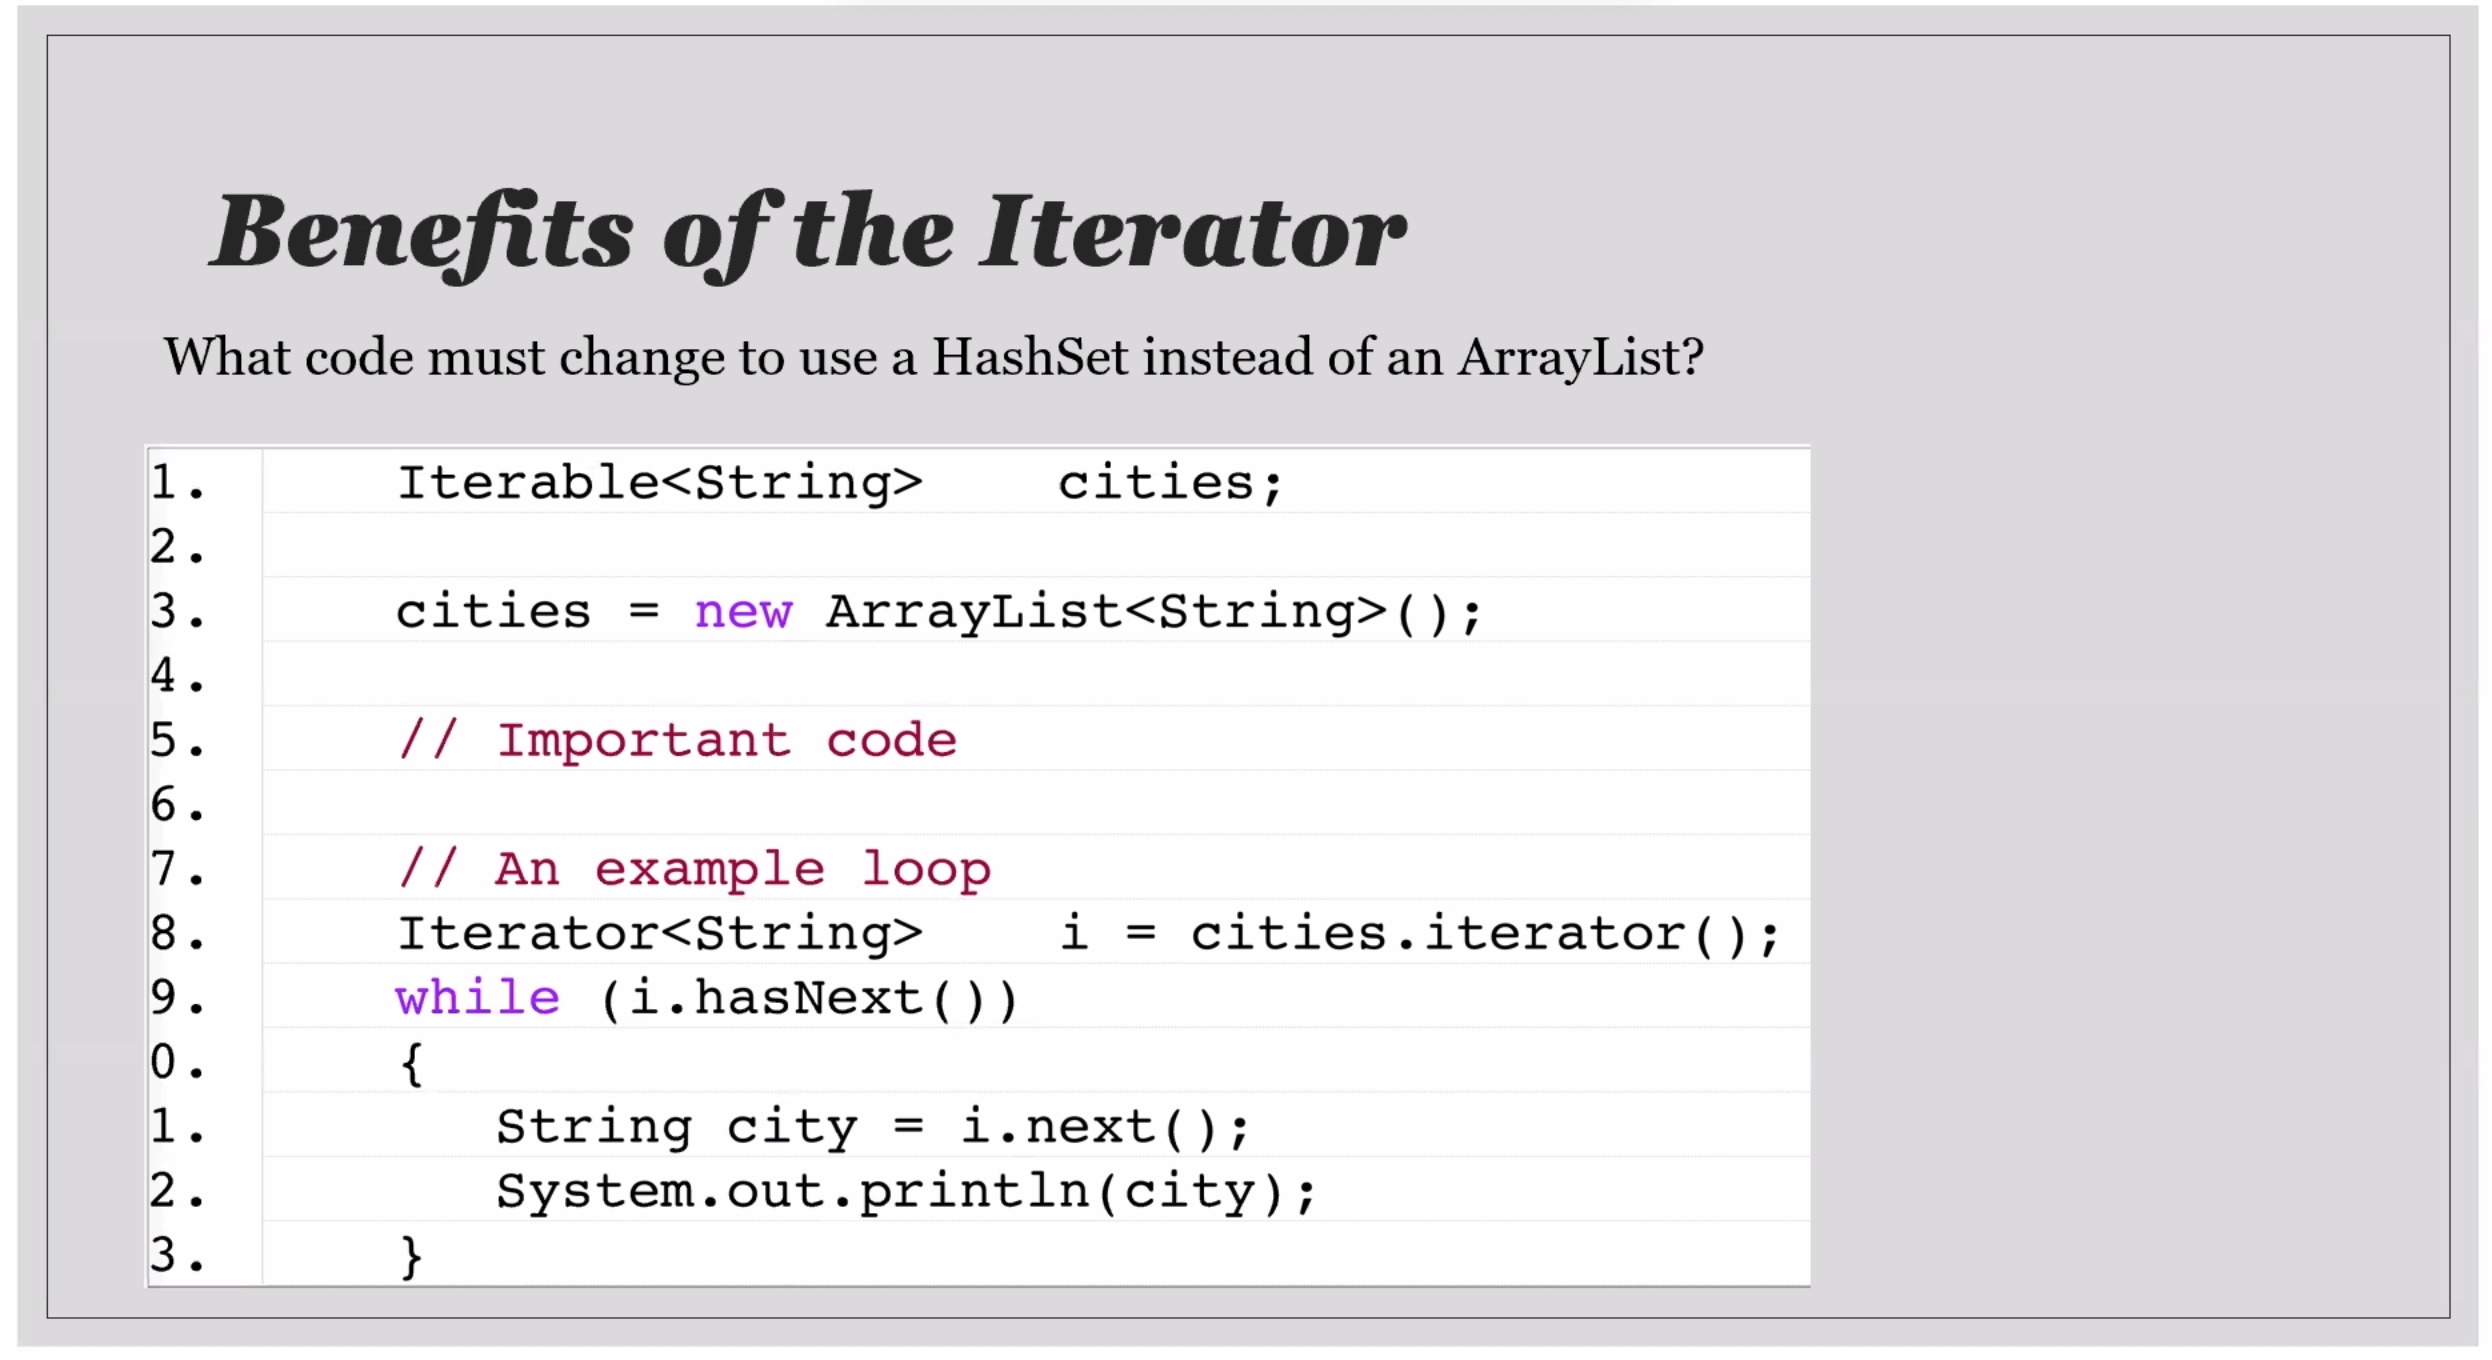 Benefits of the Iterator
What code must change to use a HashSet instead of an ArrayList?
1. Iterable<String>    cities;
2.
3. cities = new ArrayList<String>();
4.
5. // Important code
6.
7. // An example loop
8. Iterator<String>    i = cities.iterator();
9. while (i.hasNext())
0. {
1.    String city = i.next();
2.    System.out.println(city);
3. }